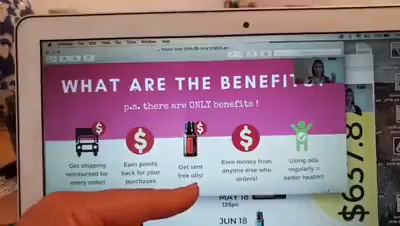 WHAT ARE THE BENEFITS?
p.s. there are ONLY benefits !
Get shipping
reimbursed for
every order!
Earn points
back for your
purchases
Get sent
free oils!
Earn money from
anyone else who
orders!
Using oils
regularly =
better health!!
MAY 18
125pv
JUN 18
$637.8